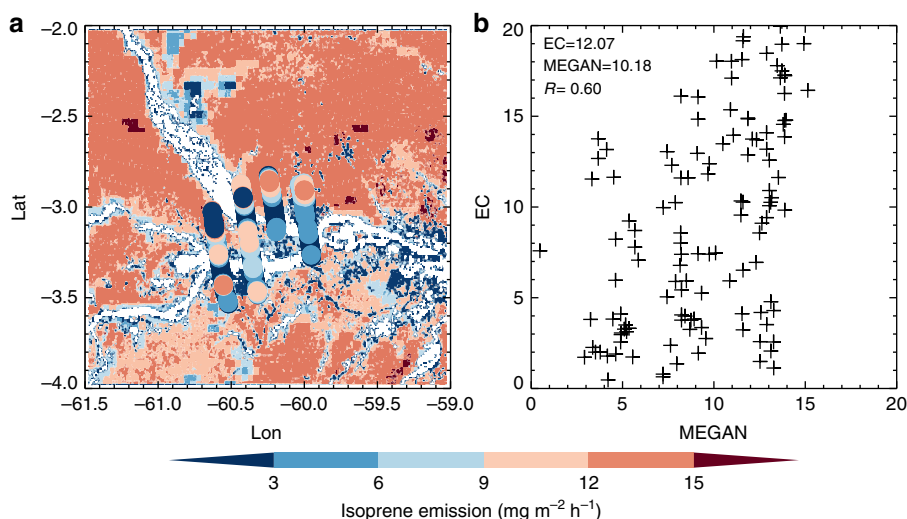 a
−2.0
−2.5
−3.0
−3.5
−4.0
Lat
−61.5 −61.0 −60.5 −60.0 −59.5 −59.0
Lon
b
20
15
10
5
0
EC
EC=12.07
MEGAN=10.18
R= 0.60
0 5 10 15 20
MEGAN
3 6 9 12 15
Isoprene emission (mg m⁻² h⁻¹)